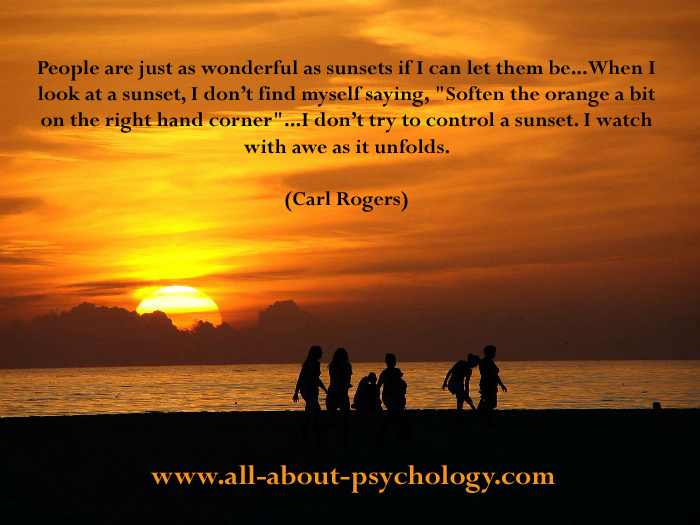 People are just as wonderful as sunsets if I can let them be...When I
look at a sunset, I don’t find myself saying, "Soften the orange a bit
on the right hand corner"...I don’t try to control a sunset. I watch
with awe as it unfolds.
(Carl Rogers)
www.all-about-psychology.com